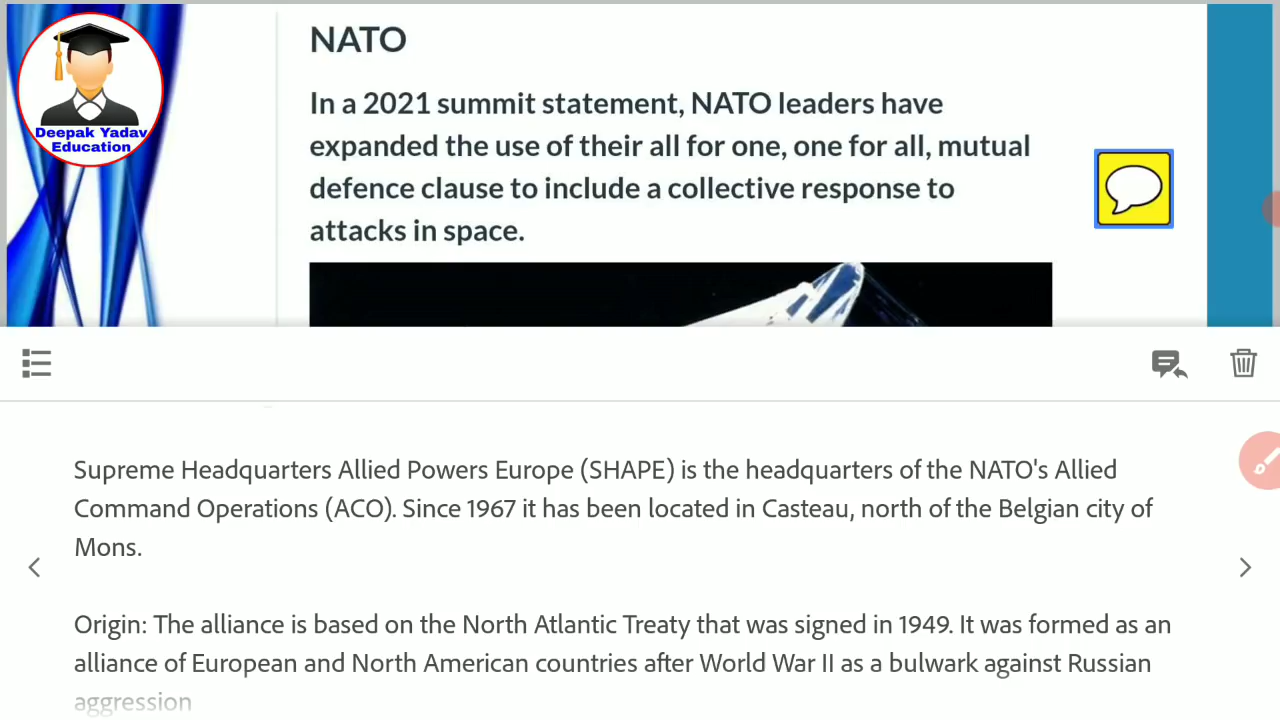 Deepak Yadav
Education
NATO
In a 2021 summit statement, NATO leaders have
expanded the use of their all for one, one for all, mutual
defence clause to include a collective response to
attacks in space.
Supreme Headquarters Allied Powers Europe (SHAPE) is the headquarters of the NATO's Allied
Command Operations (ACO). Since 1967 it has been located in Casteau, north of the Belgian city of
Mons.
Origin: The alliance is based on the North Atlantic Treaty that was signed in 1949. It was formed as an
alliance of European and North American countries after World War II as a bulwark against Russian
aggression